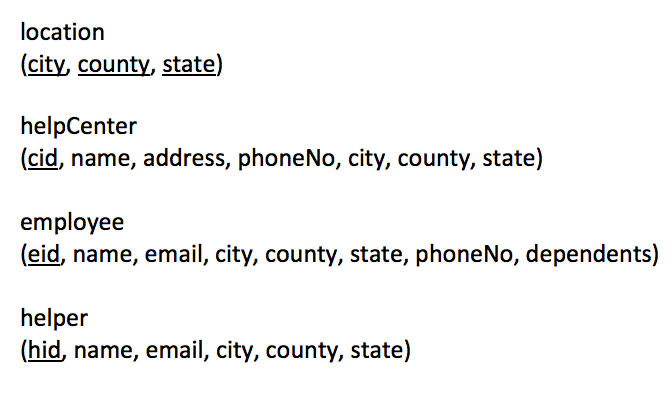 location
(city, county, state)
helpCenter
(cid, name, address, phoneNo, city, county, state)
employee
(eid, name, email, city, county, state, phoneNo, dependents)
helper
(hid, name, email, city, county, state)